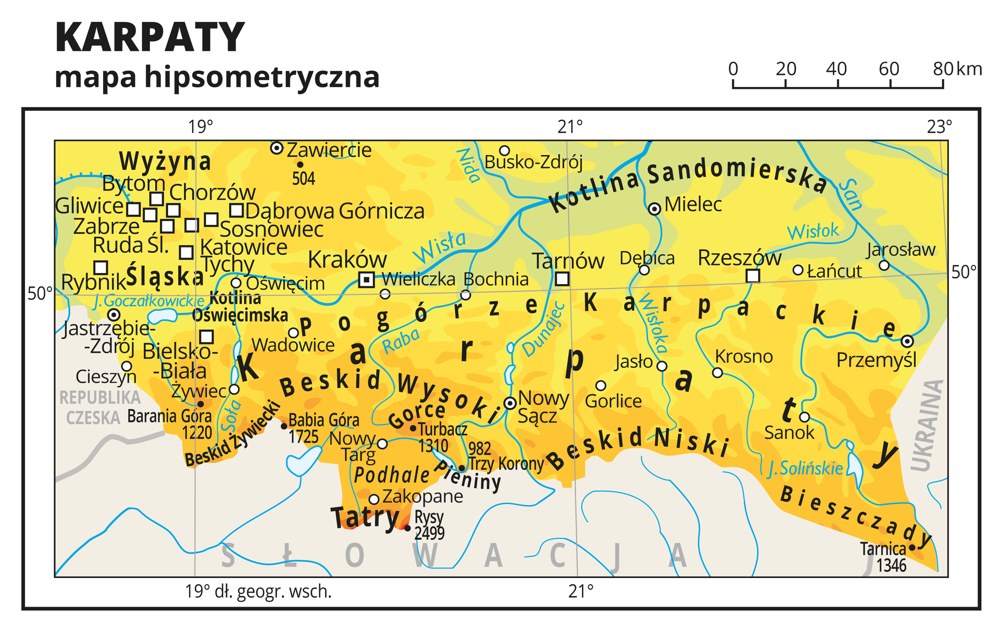 KARPATY
mapa hipsometryczna
0 20 40 60 80 km
19° 21° 23°
Zawiercie
504
Wyżyna
Śląska
Nida
Busko-Zdrój
Kotlina Sandomierska
San
Bytom
Chorzów
Gliwice
Dąbrowa Górnicza
Zabrze
Sosnowiec
Ruda Śl.
Katowice
Tychy
Rybnik
Mielec
Wisła
Wisłok
Jarosław
Kraków
Tarnów
Dębica
Rzeszów
Łańcut
Wieliczka
Bochnia
Oświęcim
50°
50°
J. Goczałkowickie
Kotlina
Oświęcimska
Pogórze Karpackie
Jastrzębie-
-Zdrój
Bielsko-
-Biała
Wadowice
Raba
Dunajec
Wisłoka
Karpaty
Przemyśl
Cieszyn
Jasło
Krosno
Żywiec
Beskid Wysoki
REPUBLIKA
CZESKA
Barania Góra
1220
Soła
Beskid Żywiecki
Babia Góra
1725
Gorce
Turbacz
1310
Nowy
Sącz
Gorlice
Sanok
UKRAINA
Nowy
Targ
982
Trzy Korony
Beskid Niski
Podhale
Pieniny
J. Solińskie
Zakopane
Tatry
Rysy
2499
Bieszczady
Tarnica
1346
SŁOWACJA
19° dł. geogr. wsch.
21°